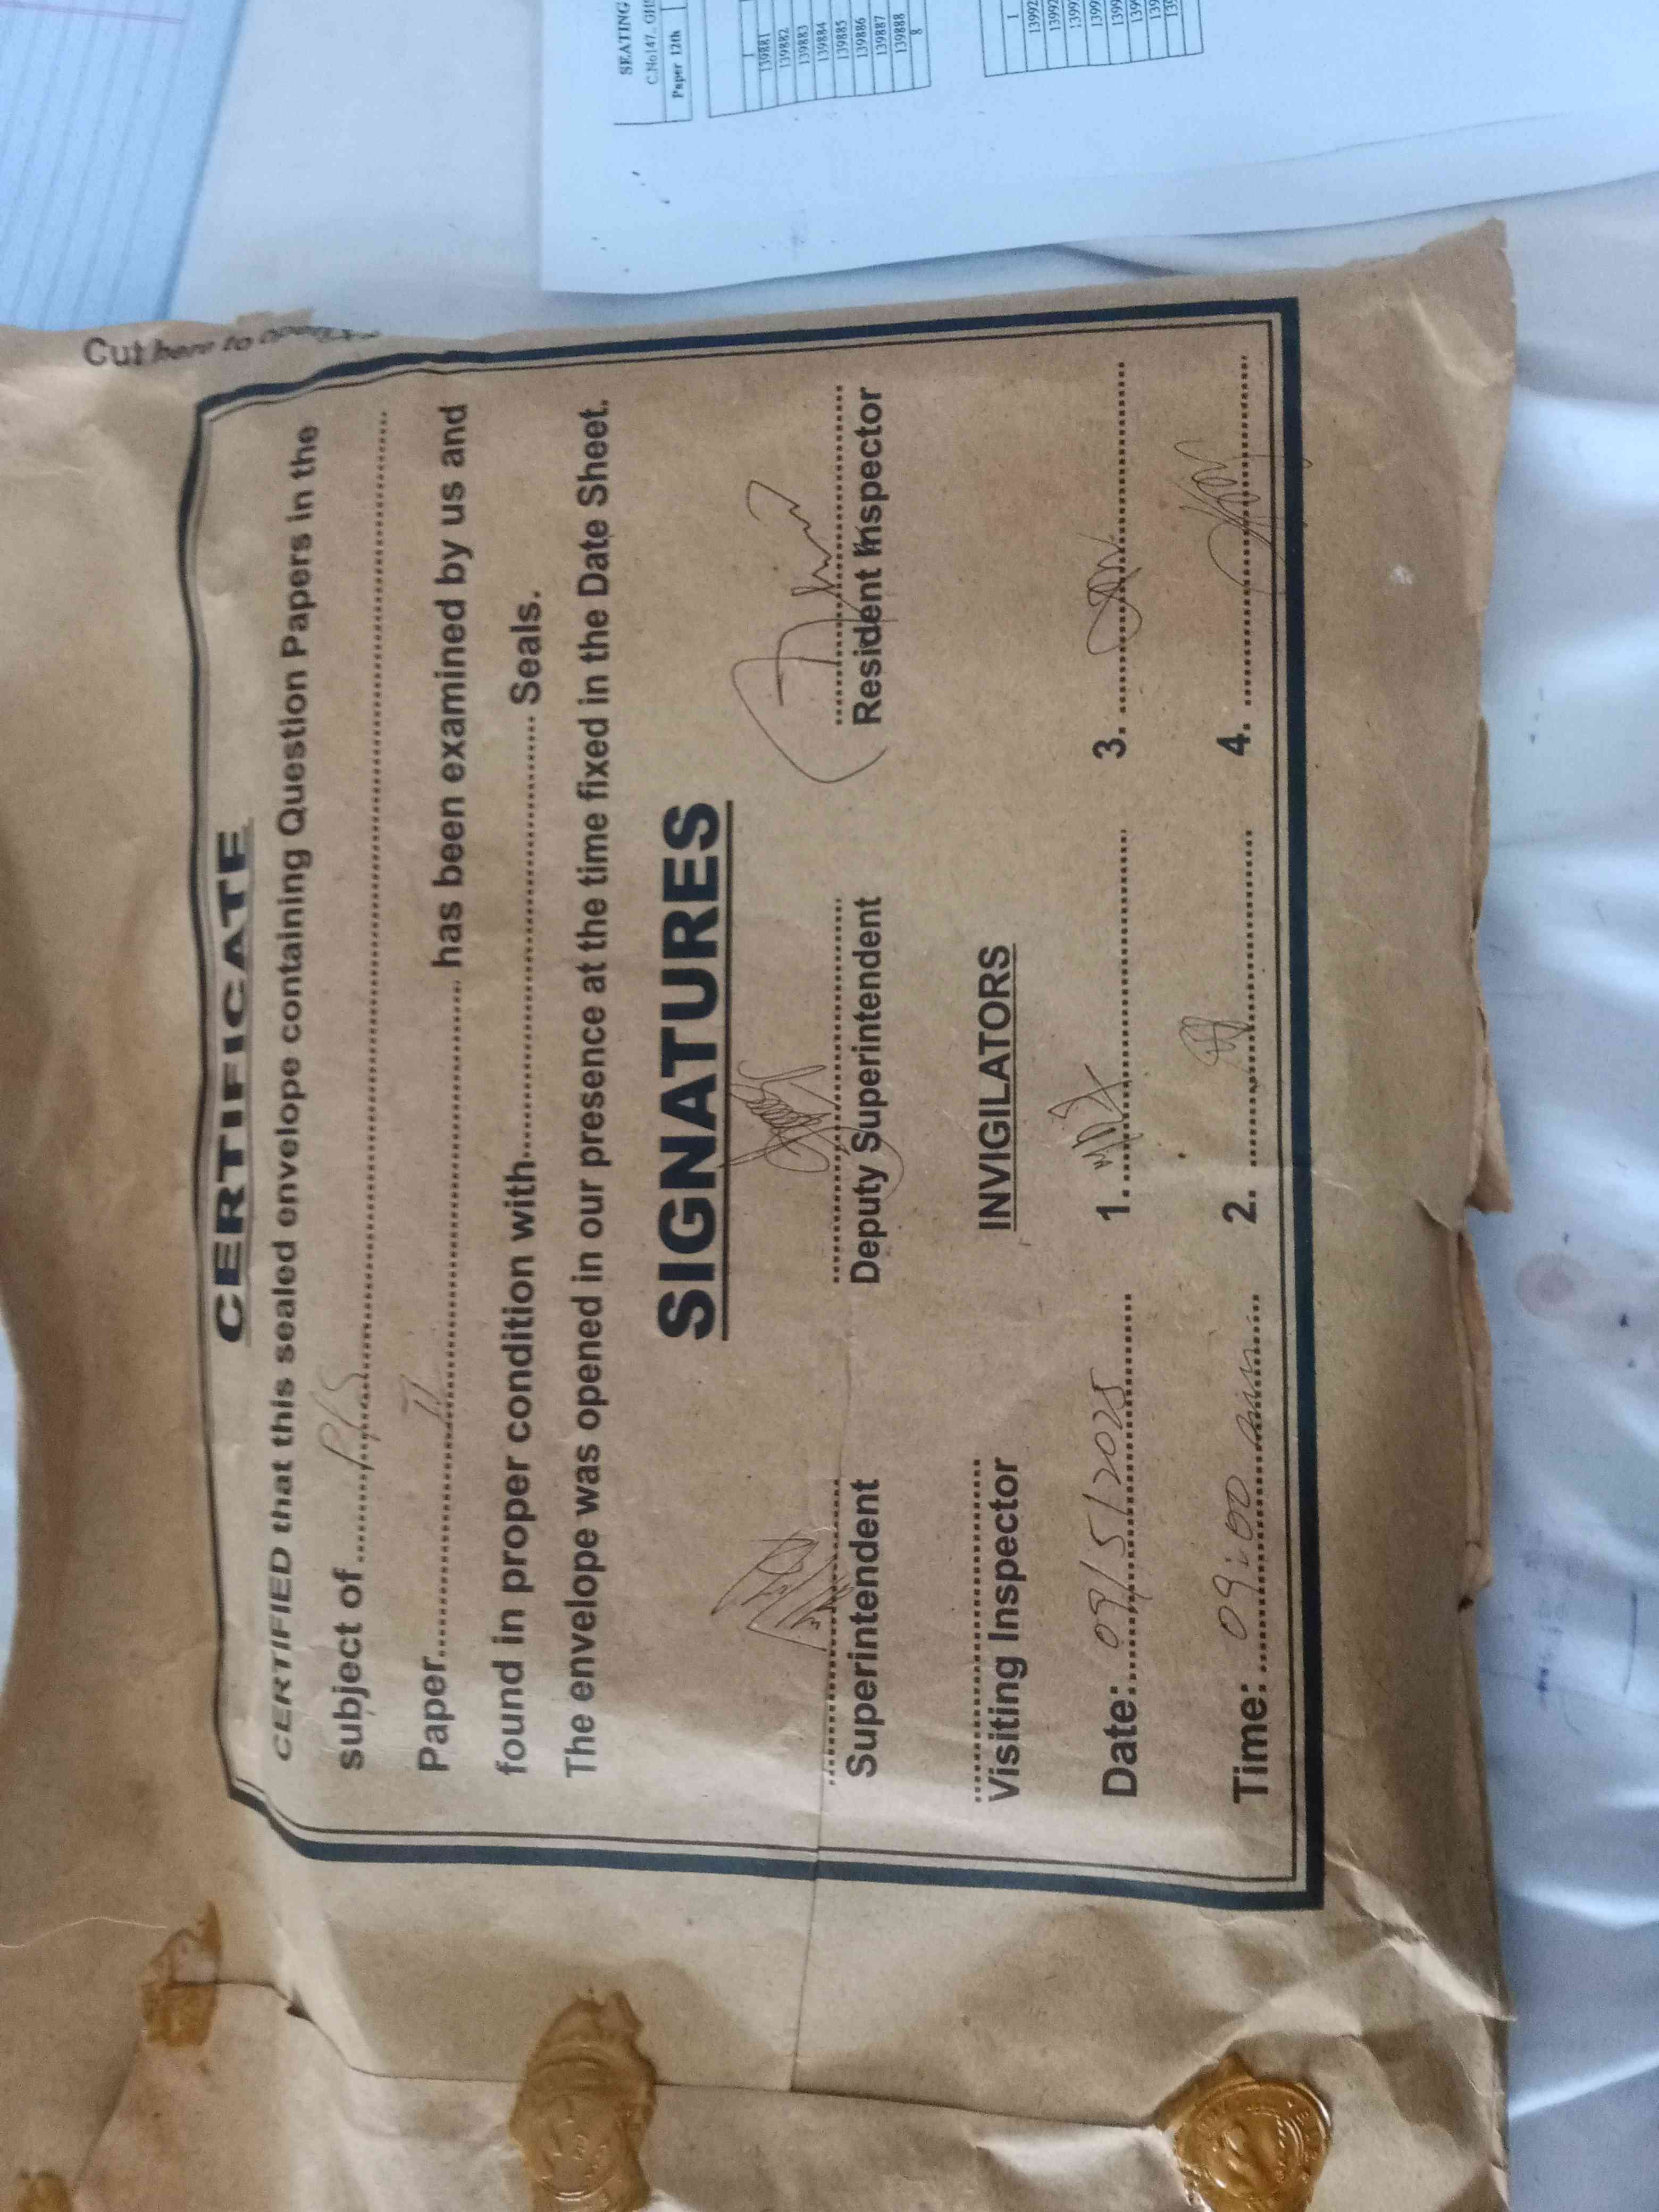 Cut here to open
CERTIFICATE
CERTIFIED that this sealed envelope containing Question Papers in the
subject of..........P/S..........
Paper..........II.......... has been examined by us and
found in proper condition with.......... Seals.
The envelope was opened in our presence at the time fixed in the Date Sheet.
SIGNATURES
Superintendent Deputy Superintendent Resident Inspector
Visiting Inspector INVIGILATORS
Date:..09/5/2025.. 1. .......... 3. ..........
Time:..09:00 am.. 2. .......... 4. ..........
SEATING
C.No147.
Paper 12th
1
139881
139882
139883
139884
139885
139886
139887
139888
8
1